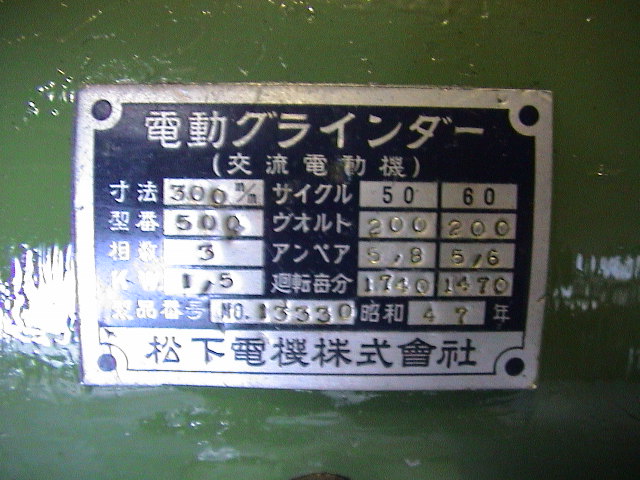 電動グラインダー
(交流電動機)
寸法 300 m/m サイクル 50 60
型番 500 ヴオルト 200 200
相数 3 アンペア 5,8 5,6
KW 1,5 廻転毎分 1740 1470
製品番号 NO. 13330 昭和 47 年
松下電機株式會社